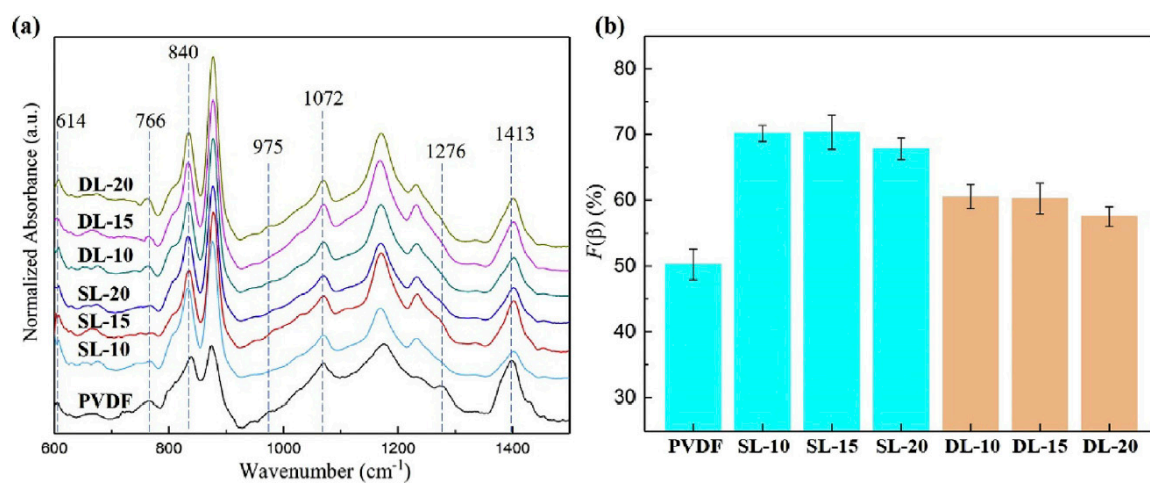 (a)
614
766
840
975
1072
1276
1413
DL-20
DL-15
DL-10
SL-20
SL-15
SL-10
PVDF
Normalized Absorbance (a.u.)
600 800 1000 1200 1400
Wavenumber (cm⁻¹)
(b)
F(β) (%)
80
70
60
50
40
30
PVDF SL-10 SL-15 SL-20 DL-10 DL-15 DL-20